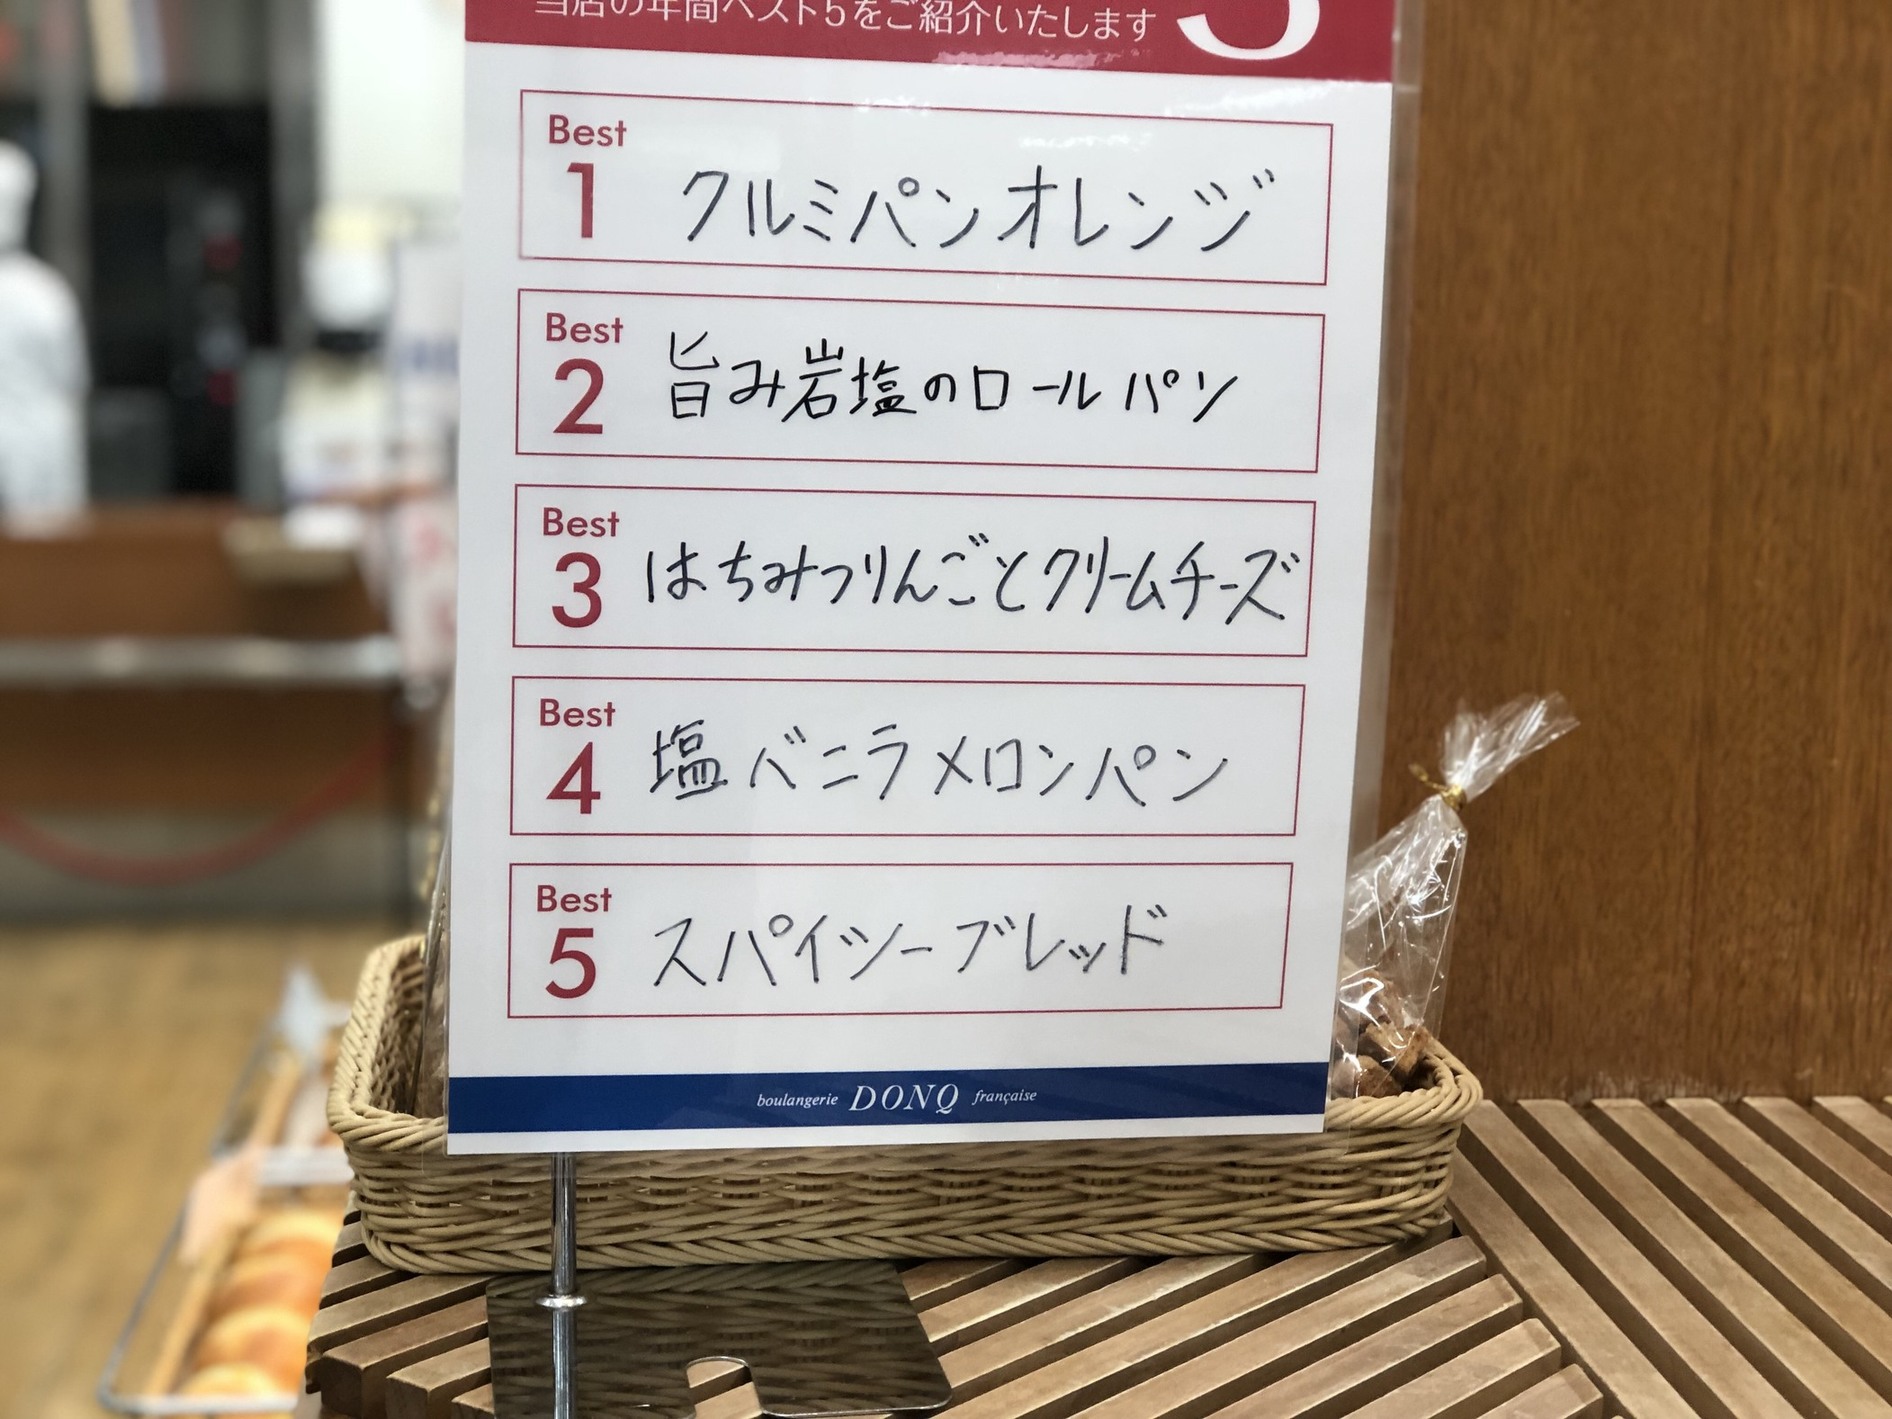 当店の年間ベスト5をご紹介いたします
5
Best
1
クルミパンオレンジ
Best
2
旨み岩塩のロールパン
Best
3
はちみつりんごとクリームチーズ
Best
4
塩バニラメロンパン
Best
5
スパイシーブレッド
boulangerie DONQ française